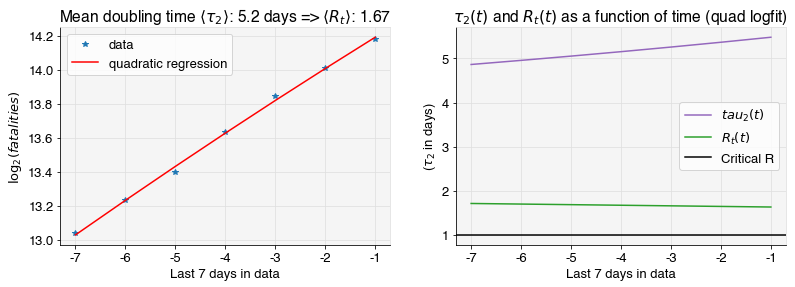 Mean doubling time ⟨τ₂⟩: 5.2 days => ⟨Rₜ⟩: 1.67
log₂(fatalities)
14.2
14.0
13.8
13.6
13.4
13.2
13.0
data
quadratic regression
-7 -6 -5 -4 -3 -2 -1
Last 7 days in data
τ₂(t) and Rₜ(t) as a function of time (quad logfit)
(τ₂ in days)
5
4
3
2
1
tau₂(t)
Rₜ(t)
Critical R
-7 -6 -5 -4 -3 -2 -1
Last 7 days in data